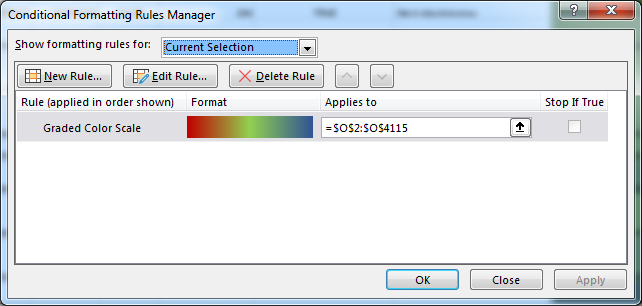 Conditional Formatting Rules Manager
?
Show formatting rules for: Current Selection
New Rule... Edit Rule... Delete Rule
Rule (applied in order shown) Format Applies to Stop If True
Graded Color Scale =$O$2:$O$4115
OK Close Apply